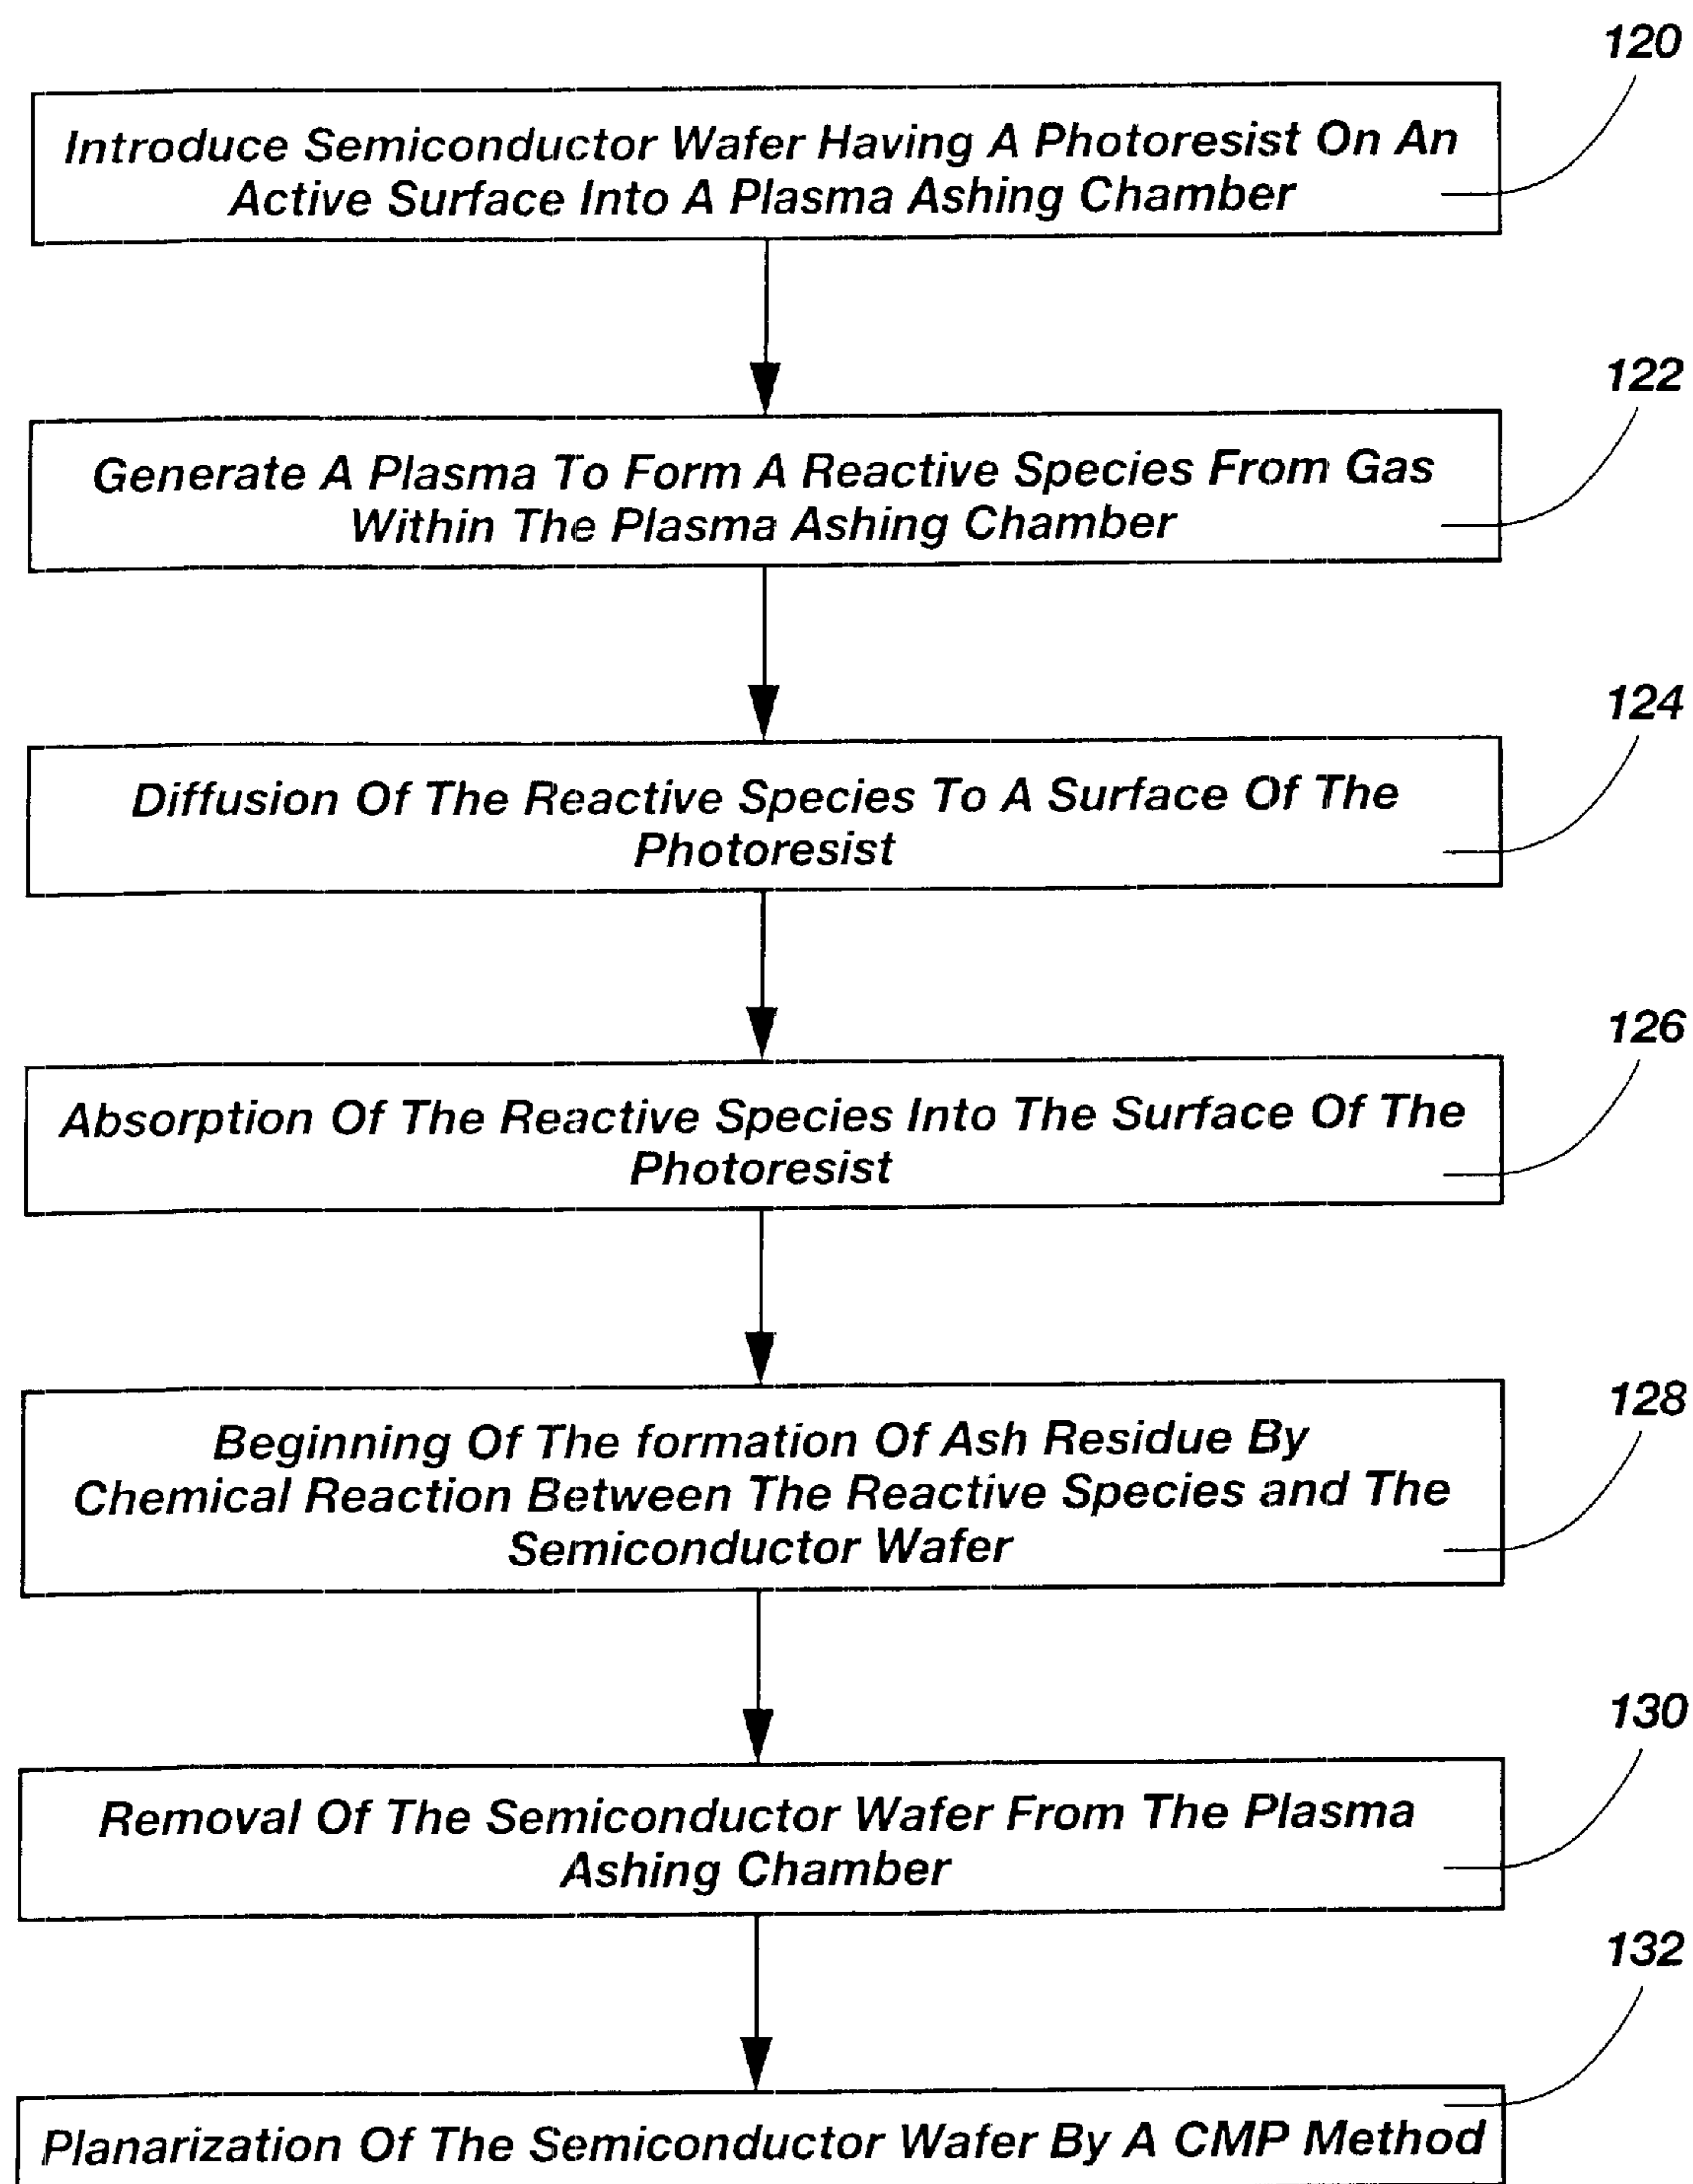 120
Introduce Semiconductor Wafer Having A Photoresist On An
Active Surface Into A Plasma Ashing Chamber
122
Generate A Plasma To Form A Reactive Species From Gas
Within The Plasma Ashing Chamber
124
Diffusion Of The Reactive Species To A Surface Of The
Photoresist
126
Absorption Of The Reactive Species Into The Surface Of The
Photoresist
128
Beginning Of The formation Of Ash Residue By
Chemical Reaction Between The Reactive Species and The
Semiconductor Wafer
130
Removal Of The Semiconductor Wafer From The Plasma
Ashing Chamber
132
Planarization Of The Semiconductor Wafer By A CMP Method